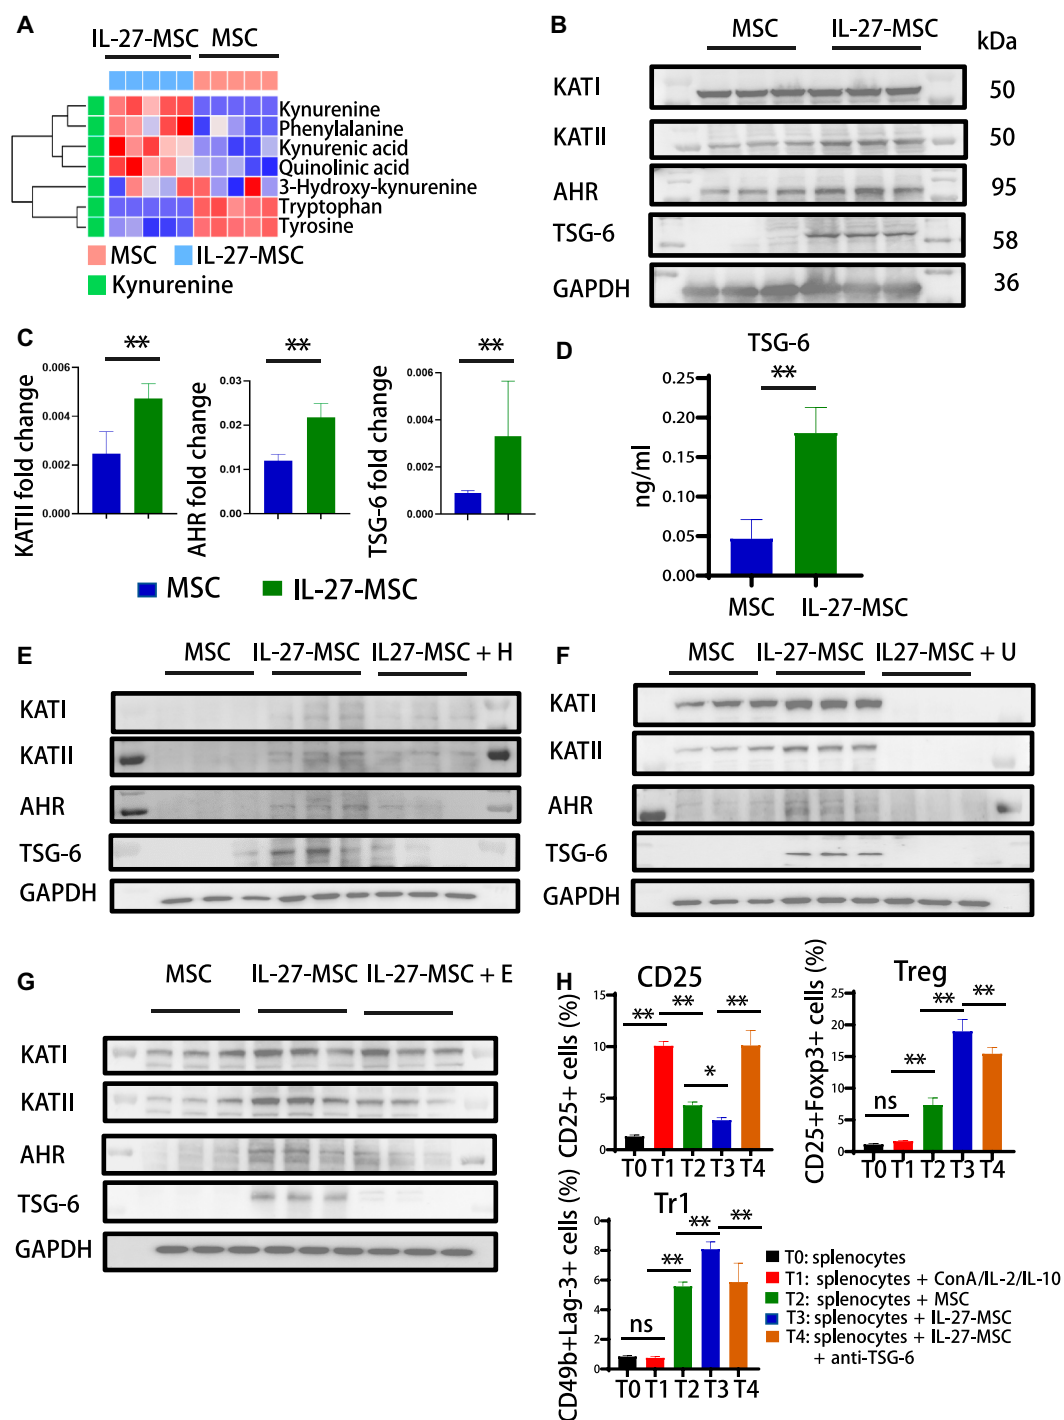 A
IL-27-MSC MSC
Kynurenine
Phenylalanine
Kynurenic acid
Quinolinic acid
3-Hydroxy-kynurenine
Tryptophan
Tyrosine
MSC IL-27-MSC
Kynurenine
B
MSC IL-27-MSC kDa
KATI 50
KATII 50
AHR 95
TSG-6 58
GAPDH 36
C
**
KATII fold change
0.006
0.004
0.002
0.000
**
AHR fold change
0.03
0.02
0.01
0.00
**
TSG-6 fold change
0.006
0.004
0.002
0.000
MSC IL-27-MSC
D
TSG-6
**
ng/ml
0.25
0.20
0.15
0.10
0.05
0.00
MSC IL-27-MSC
E
MSC IL-27-MSC IL27-MSC + H
KATI
KATII
AHR
TSG-6
GAPDH
F
MSC IL-27-MSC IL27-MSC + U
KATI
KATII
AHR
TSG-6
GAPDH
G
MSC IL-27-MSC IL-27-MSC + E
KATI
KATII
AHR
TSG-6
GAPDH
H
CD25
CD25+ cells (%)
15
10
5
0
** ** **
*
T0 T1 T2 T3 T4
Treg
CD25+Foxp3+ cells (%)
25
20
15
10
5
0
** **
**
ns
T0 T1 T2 T3 T4
Tr1
CD49b+Lag-3+ cells (%)
0
8
6
4
2
0
** **
**
ns
T0 T1 T2 T3 T4
T0: splenocytes
T1: splenocytes + ConA/IL-2/IL-10
T2: splenocytes + MSC
T3: splenocytes + IL-27-MSC
T4: splenocytes + IL-27-MSC
+ anti-TSG-6